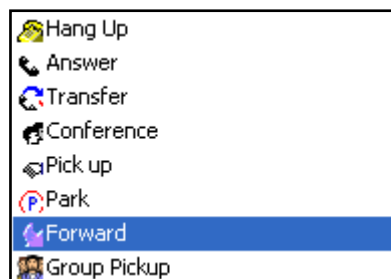 Hang Up
Answer
Transfer
Conference
Pick up
P Park
Forward
Group Pickup